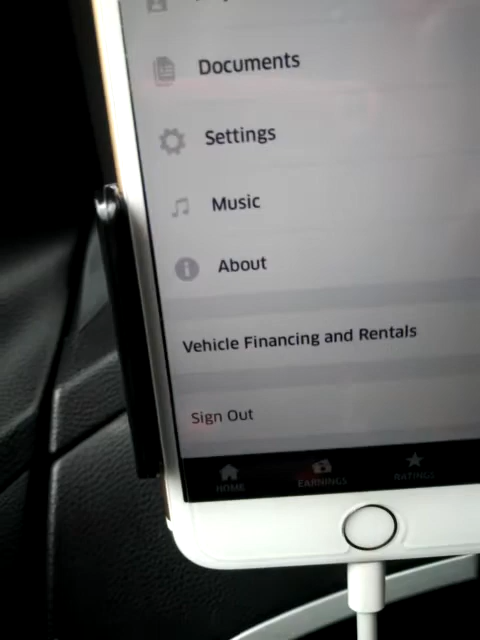 Documents
Settings
Music
About
Vehicle Financing and Rentals
Sign Out
HOME
EARNINGS
RATINGS